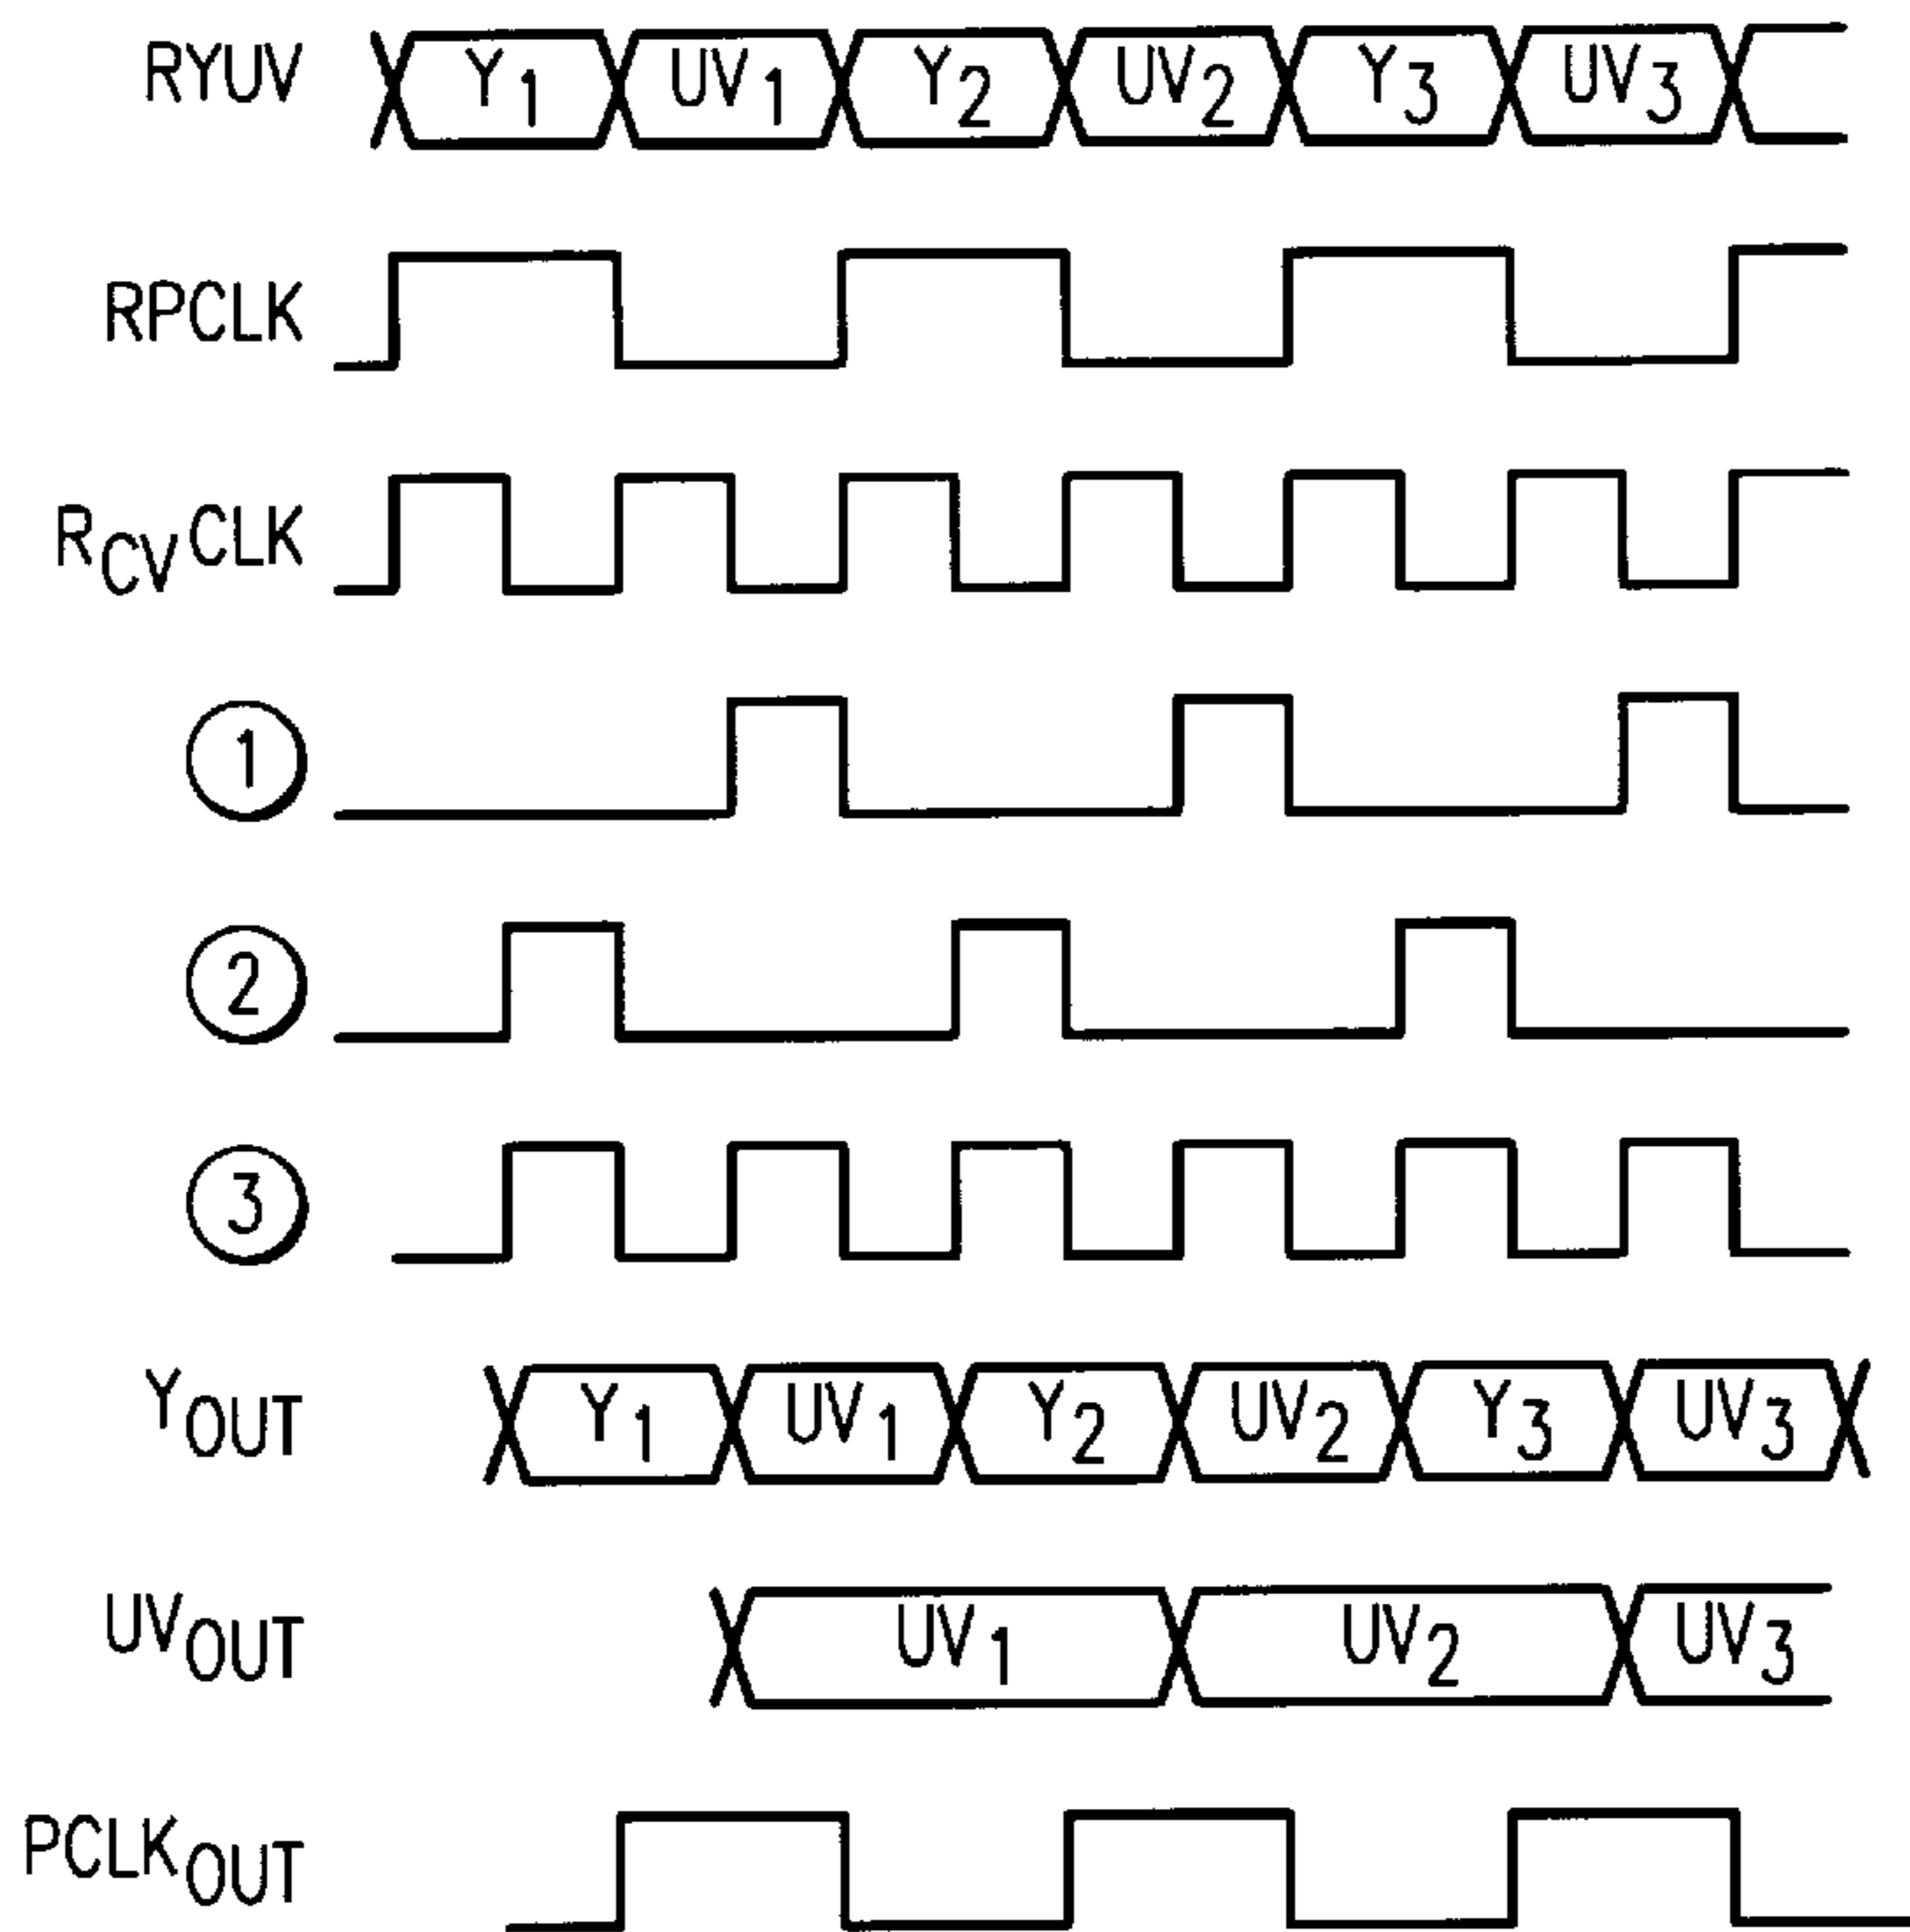 RYUV Y1 UV1 Y2 UV2 Y3 UV3
RPCLK
RCVCLK
1
2
3
YOUT Y1 UV1 Y2 UV2 Y3 UV3
UVOUT UV1 UV2 UV3
PCLKOUT